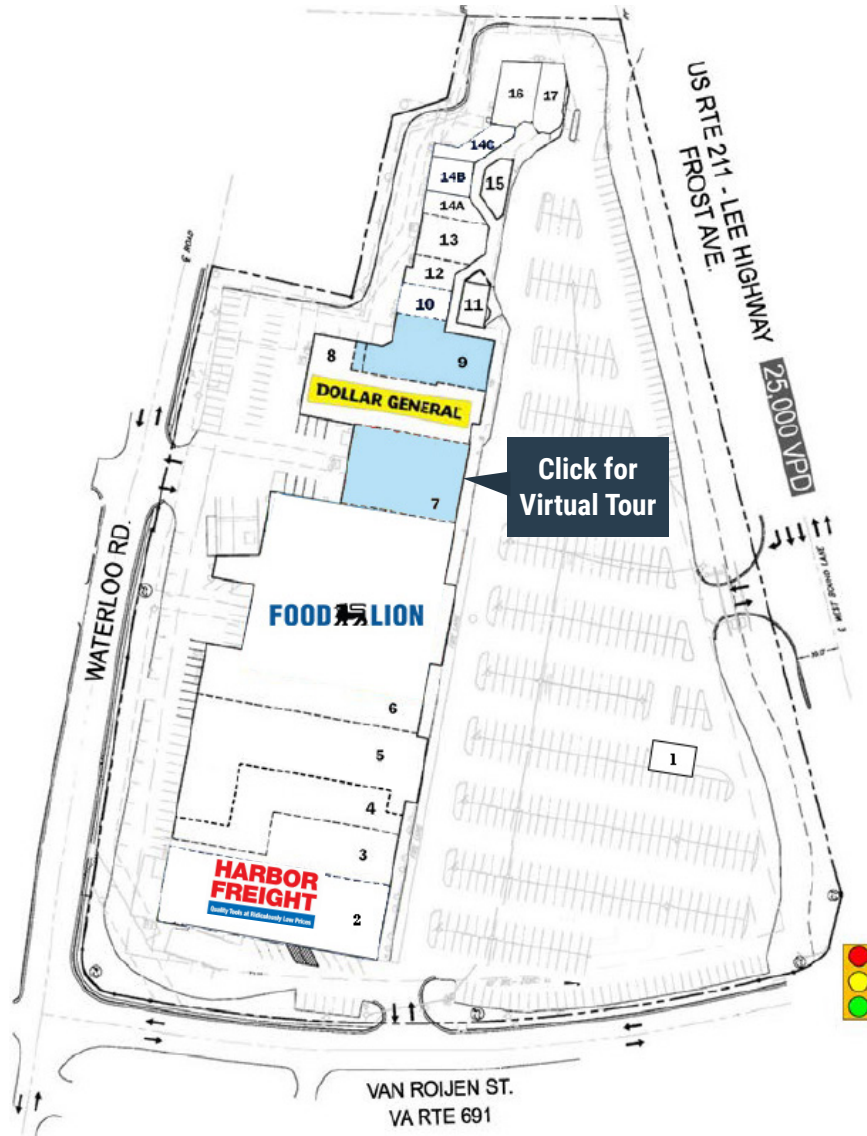 16
17
14C
14B
15
14A
13
12
10
11
US RTE 211 - LEE HIGHWAY
FROST AVE.
25,000 VPD
8
9
DOLLAR GENERAL
7
Click for
Virtual Tour
WATERLOO RD.
FOOD LION
6
5
4
3
1
HARBOR
FREIGHT
Quality Tools at Ridiculously Low Prices
2
VAN ROIJEN ST.
VA RTE 691